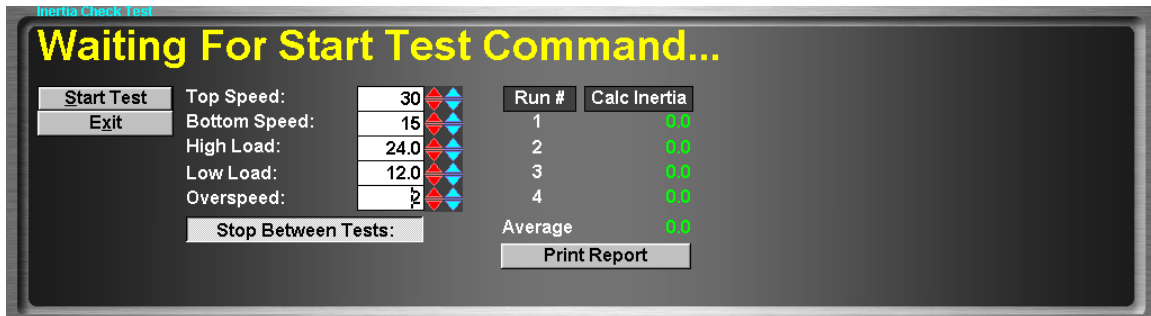 Inertia Check Test
Waiting For Start Test Command...
Start Test
Exit
Top Speed: 30
Bottom Speed: 15
High Load: 24.0
Low Load: 12.0
Overspeed: 2
Stop Between Tests:
Run # Calc Inertia
1 0.0
2 0.0
3 0.0
4 0.0
Average 0.0
Print Report